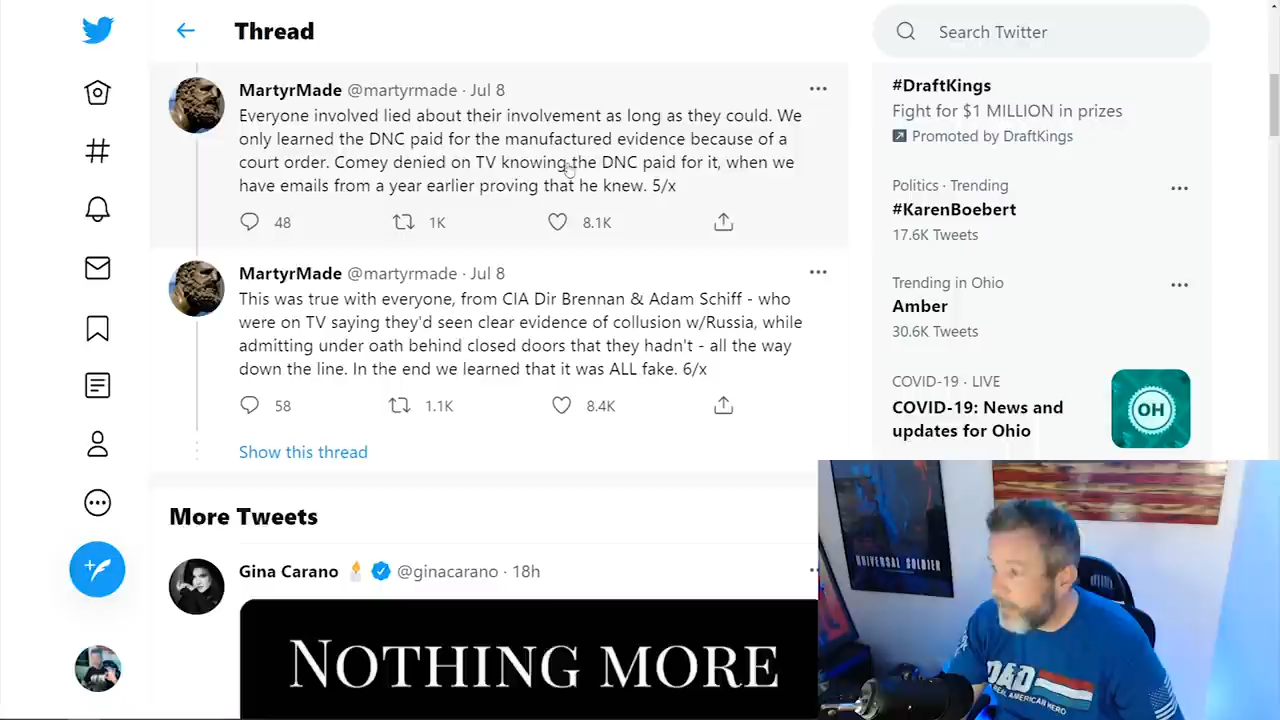 Thread
MartyrMade @martyrmade · Jul 8
Everyone involved lied about their involvement as long as they could. We
only learned the DNC paid for the manufactured evidence because of a
court order. Comey denied on TV knowing the DNC paid for it, when we
have emails from a year earlier proving that he knew. 5/x
48 1K 8.1K
MartyrMade @martyrmade · Jul 8
This was true with everyone, from CIA Dir Brennan & Adam Schiff - who
were on TV saying they'd seen clear evidence of collusion w/Russia, while
admitting under oath behind closed doors that they hadn't - all the way
down the line. In the end we learned that it was ALL fake. 6/x
58 1.1K 8.4K
Show this thread
More Tweets
Gina Carano @ginacarano · 18h
NOTHING MORE
Search Twitter
#DraftKings
Fight for $1 MILLION in prizes
Promoted by DraftKings
Politics · Trending
#KarenBoebert
17.6K Tweets
Trending in Ohio
Amber
30.6K Tweets
COVID-19 · LIVE
COVID-19: News and
updates for Ohio
OH
UNIVERSAL SOLDIER
DAD
REAL AMERICAN HERO